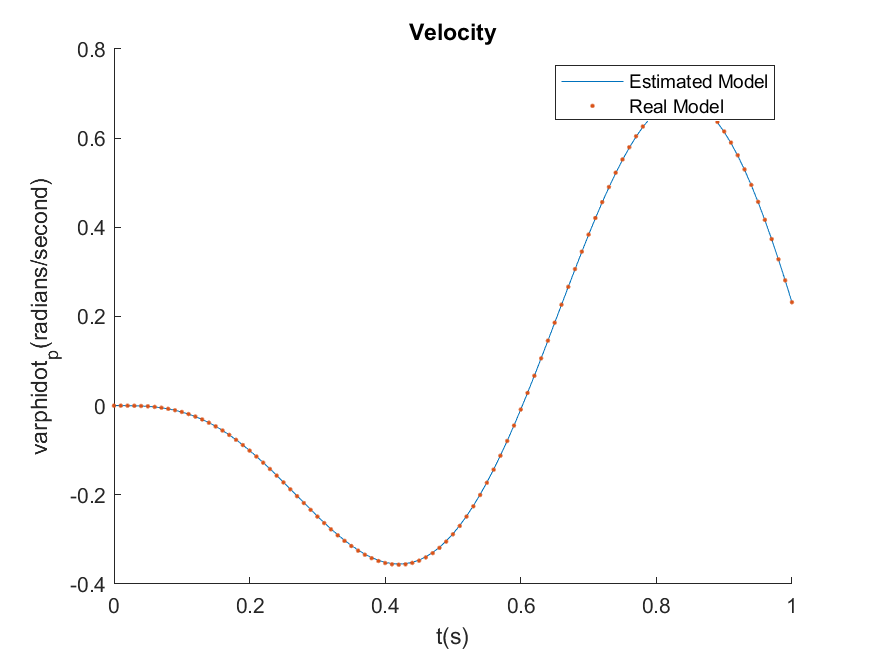 Velocity
Estimated Model
Real Model
0.8
0.6
0.4
0.2
0
-0.2
-0.4
varphidot_p(radians/second)
0
0.2
0.4
0.6
0.8
1
t(s)